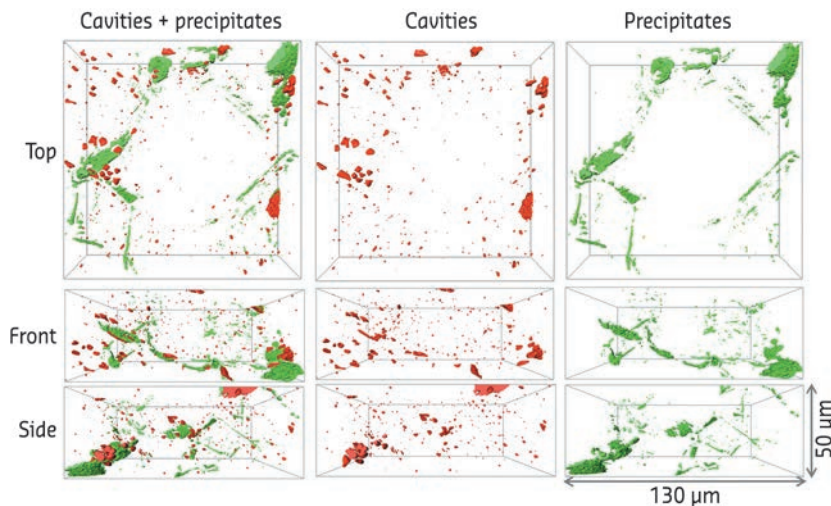 Cavities + precipitates
Cavities
Precipitates
Top
Front
Side
50 µm
130 µm